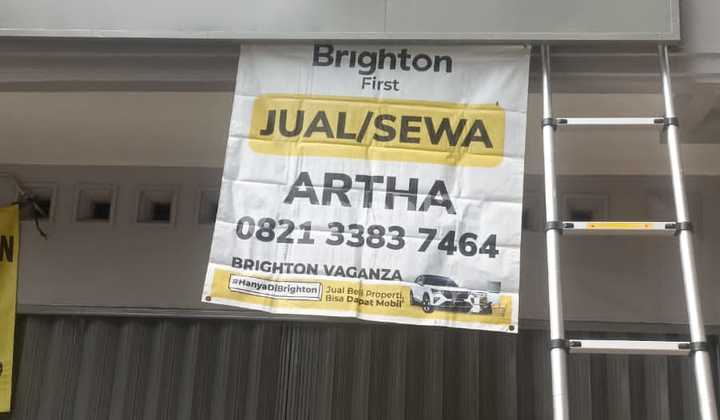 Brighton
First
JUAL/SEWA
ARTHA
0821 3383 7464
BRIGHTON VAGANZA
#HanyaDiBrighton
Jual Beli Properti,
Bisa Dapat Mobil*
N